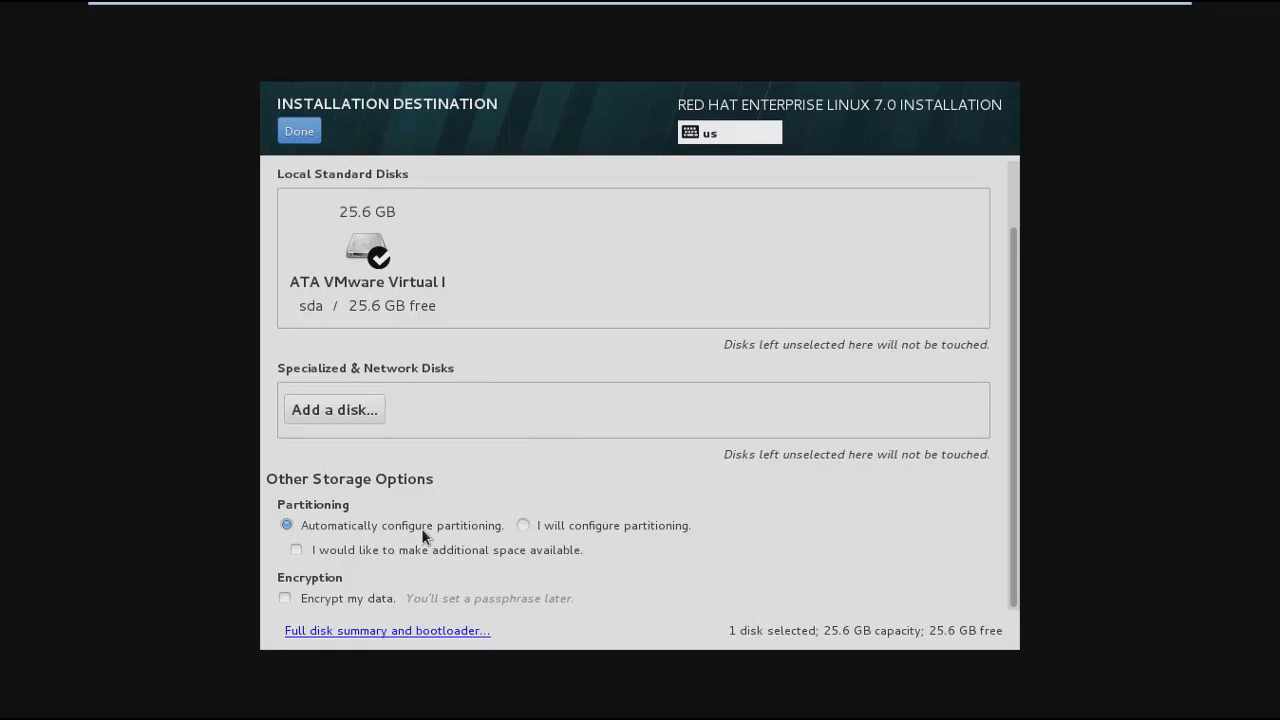 INSTALLATION DESTINATION
RED HAT ENTERPRISE LINUX 7.0 INSTALLATION
Done
us
Local Standard Disks
25.6 GB
ATA VMware Virtual I
sda / 25.6 GB free
Disks left unselected here will not be touched.
Specialized & Network Disks
Add a disk...
Disks left unselected here will not be touched.
Other Storage Options
Partitioning
Automatically configure partitioning. I will configure partitioning.
I would like to make additional space available.
Encryption
Encrypt my data. You'll set a passphrase later.
Full disk summary and bootloader...
1 disk selected; 25.6 GB capacity; 25.6 GB free